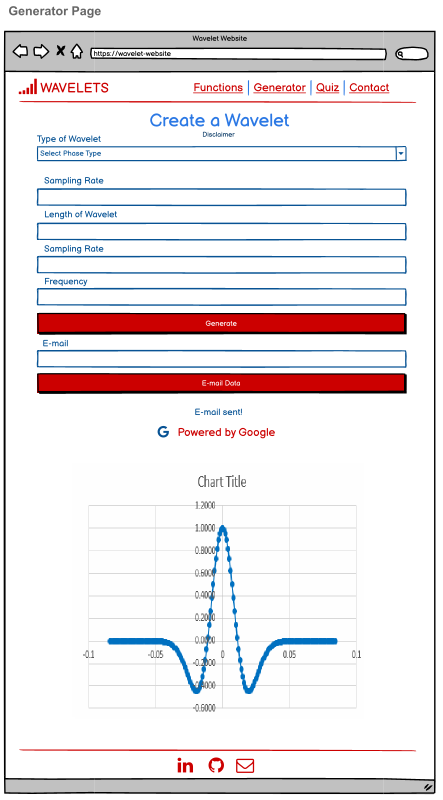 Generator Page
Wavelet Website
https://wavelet-website
WAVELETS
Functions Generator Quiz Contact
Create a Wavelet
Disclaimer
Type of Wavelet
Select Phase Type
Sampling Rate
Length of Wavelet
Sampling Rate
Frequency
Generate
E-mail
E-mail Data
E-mail sent!
G Powered by Google
Chart Title
1.2000
1.0000
0.8000
0.6000
0.4000
0.2000
0.0000
-0.1 -0.05 0 0.05 0.1
-0.2000
-0.4000
-0.6000
in